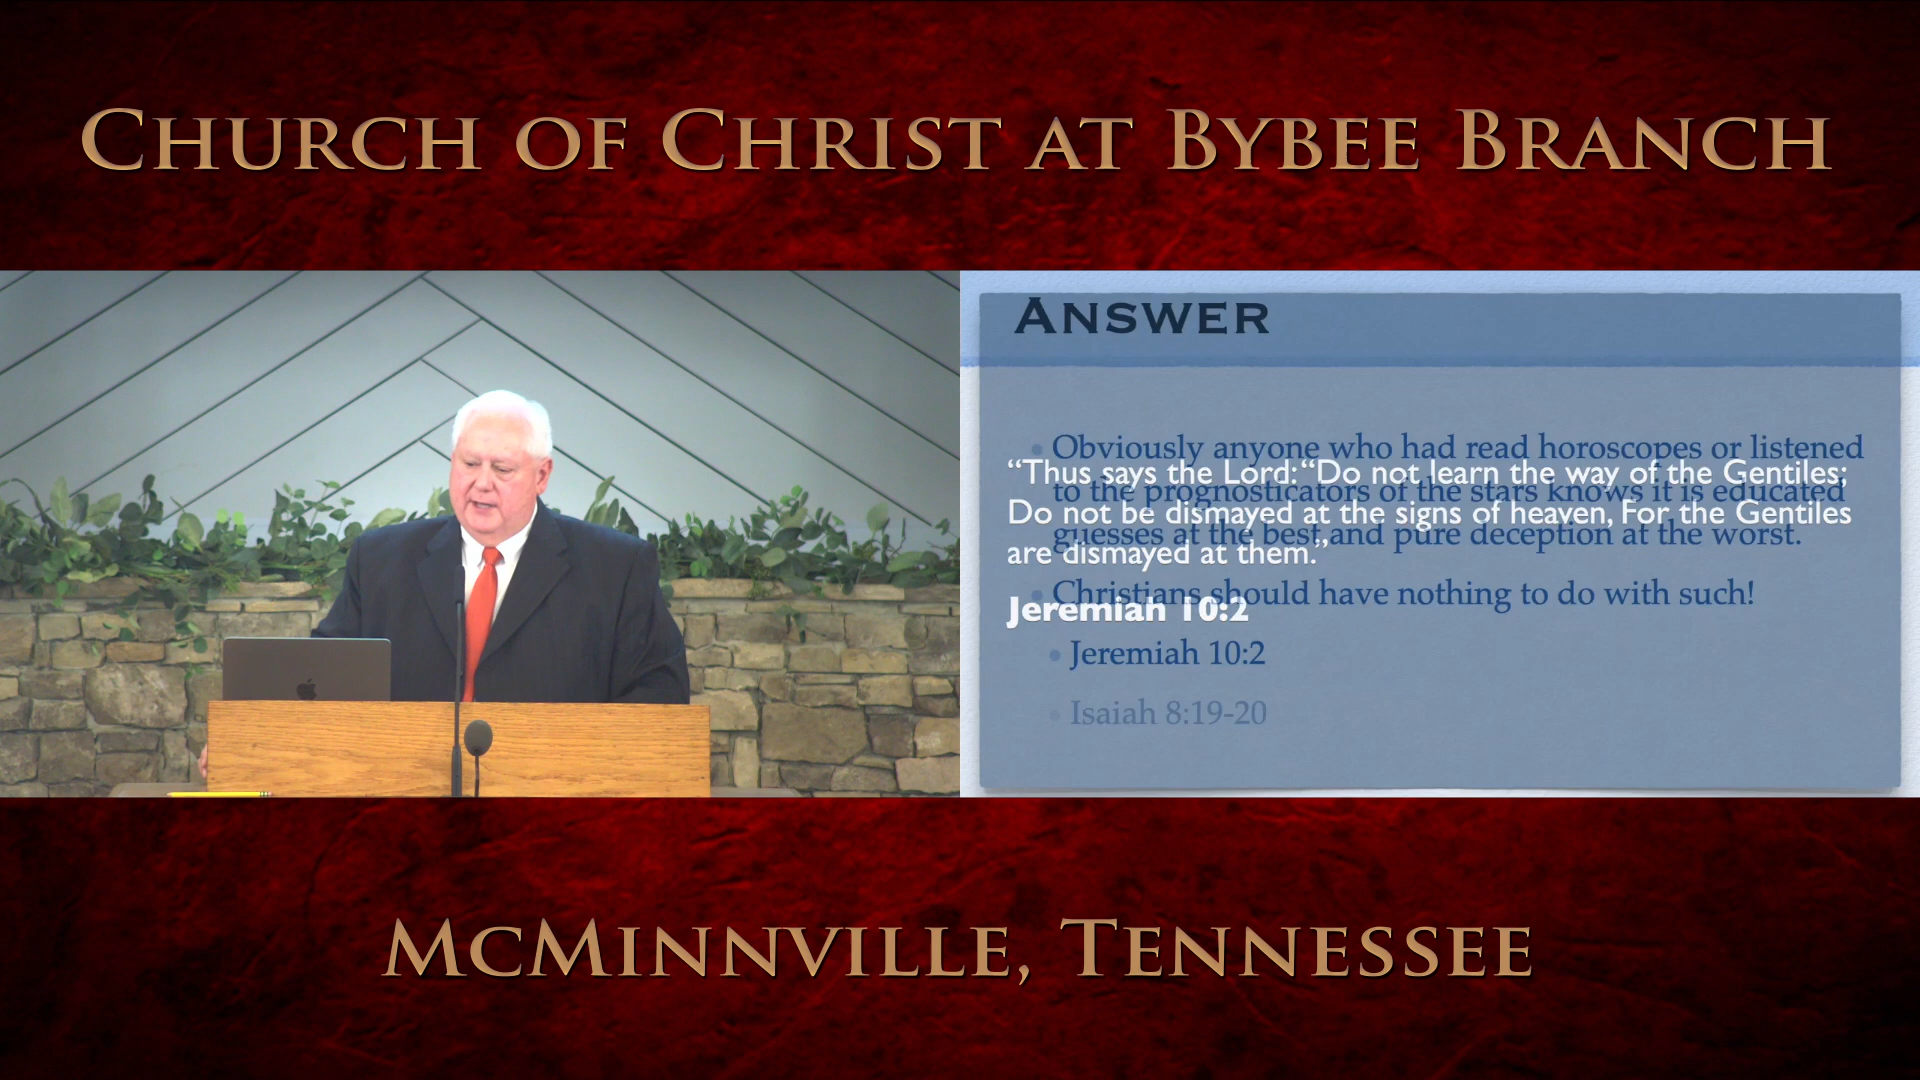 CHURCH OF CHRIST AT BYBEE BRANCH
ANSWER
Obviously anyone who had read horoscopes or listened
to the prognosticators of the stars knows it is educated
guesses at the best and pure deception at the worst.
Christians should have nothing to do with such!
Jeremiah 10:2
Isaiah 8:19-20
“Thus says the Lord: “Do not learn the way of the Gentiles;
Do not be dismayed at the signs of heaven, For the Gentiles
are dismayed at them.”
Jeremiah 10:2
MCMINNVILLE, TENNESSEE